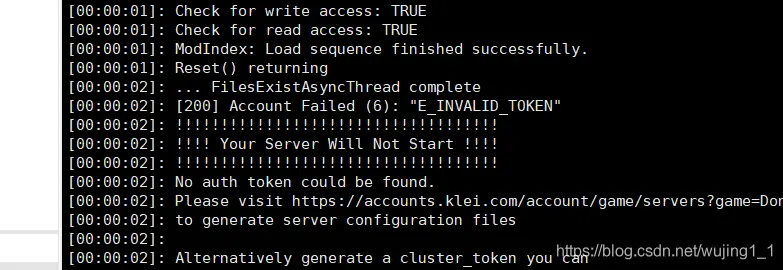 [00:00:01]: Check for write access: TRUE
[00:00:01]: Check for read access: TRUE
[00:00:01]: ModIndex: Load sequence finished successfully.
[00:00:01]: Reset() returning
[00:00:02]: ... FilesExistAsyncThread complete
[00:00:02]: [200] Account Failed (6): "E_INVALID_TOKEN"
[00:00:02]: !!!!!!!!!!!!!!!!!!!!!!!!!!!!!!!!!!!!
[00:00:02]: !!!! Your Server Will Not Start !!!!
[00:00:02]: !!!!!!!!!!!!!!!!!!!!!!!!!!!!!!!!!!!!
[00:00:02]: No auth token could be found.
[00:00:02]: Please visit https://accounts.klei.com/account/game/servers?game=Don
[00:00:02]: to generate server configuration files
[00:00:02]:
[00:00:02]: Alternatively generate a cluster_token you can
https://blog.csdn.net/wujing1_1